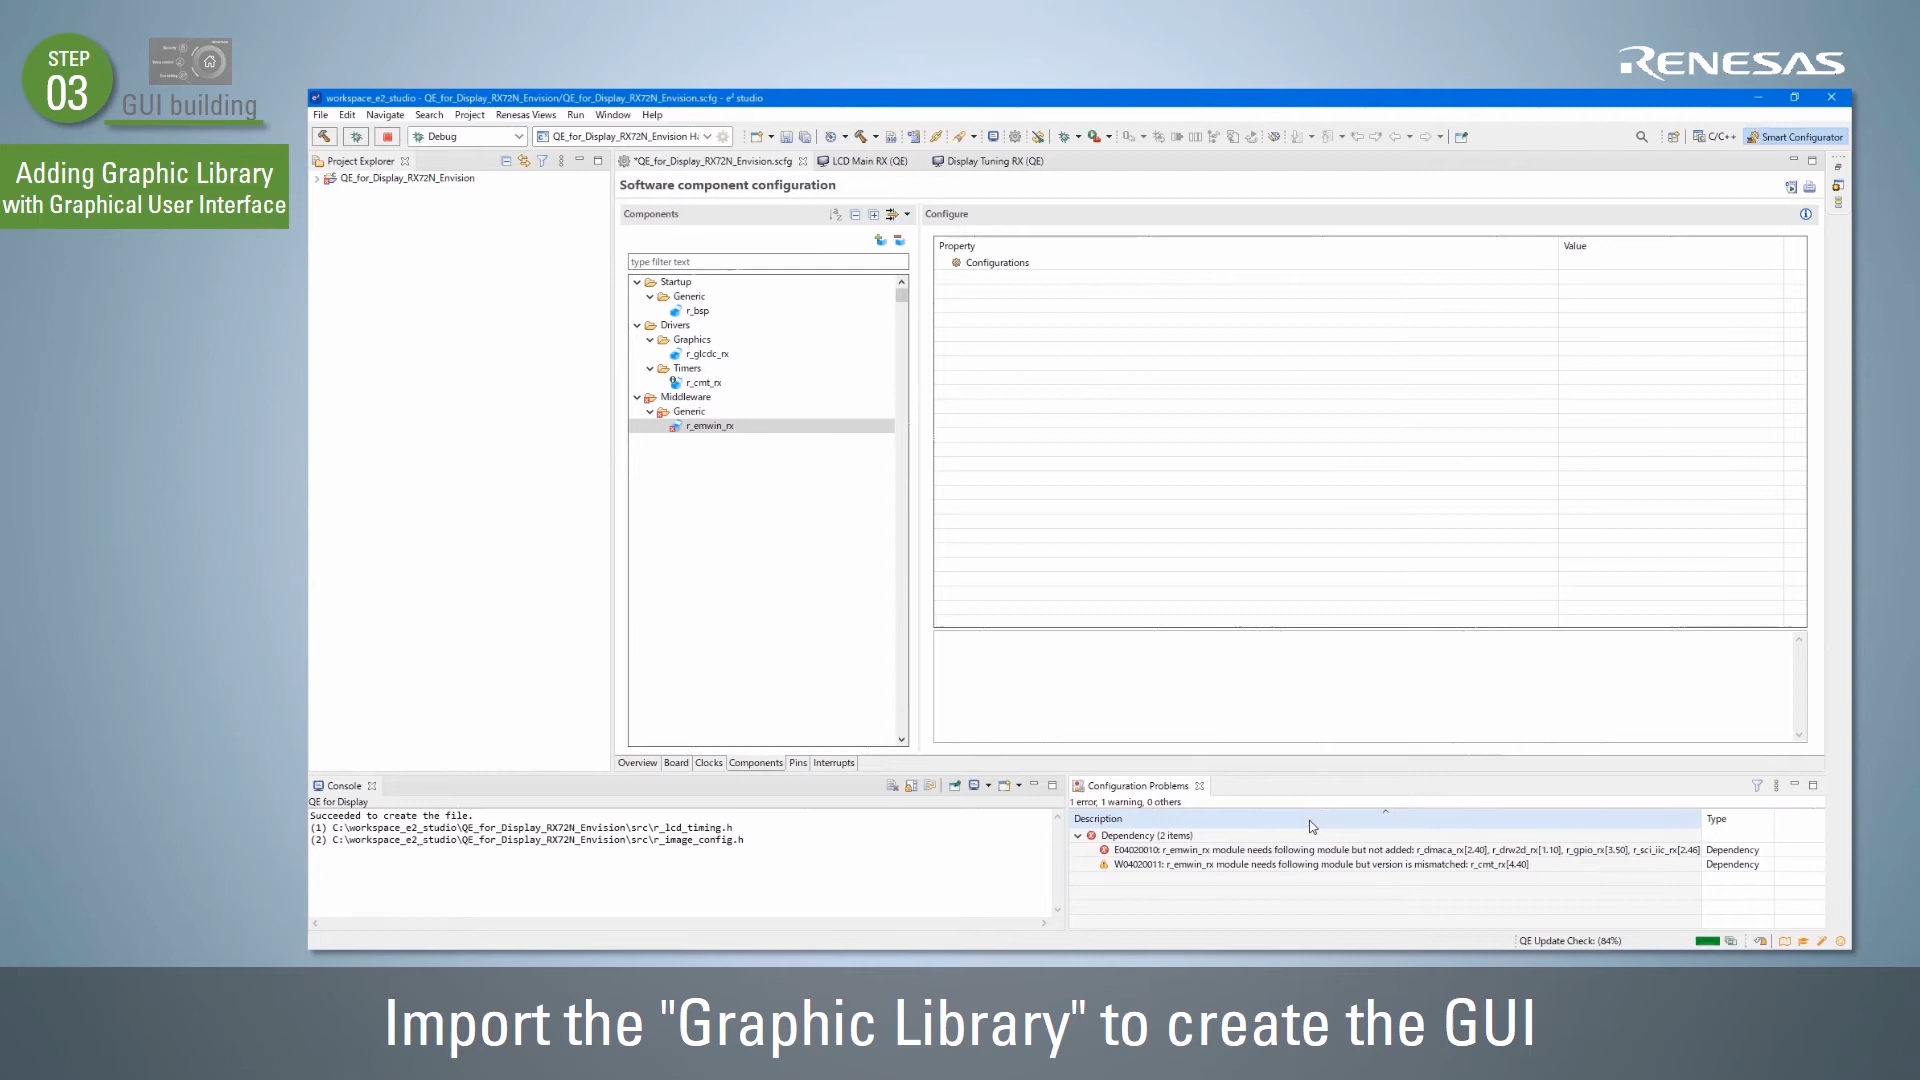 STEP
03
GUI building
RENESAS
Adding Graphic Library
with Graphical User Interface
workspace_e2_studio - QE_for_Display_RX72N_Envision/QE_for_Display_RX72N_Envision.scfg - e² studio
File Edit Navigate Search Project Renesas Views Run Window Help
Debug
QE_for_Display_RX72N_Envision H
C/C++
Smart Configurator
Project Explorer
QE_for_Display_RX72N_Envision
*QE_for_Display_RX72N_Envision.scfg
LCD Main RX (QE)
Display Tuning RX (QE)
Software component configuration
Components
Configure
type filter text
Startup
Generic
r_bsp
Drivers
Graphics
r_glcdc_rx
Timers
r_cmt_rx
Middleware
Generic
r_emwin_rx
Property Value
Configurations
Overview Board Clocks Components Pins Interrupts
Console
QE for Display
Succeeded to create the file.
(1) C:\workspace_e2_studio\QE_for_Display_RX72N_Envision\src\r_lcd_timing.h
(2) C:\workspace_e2_studio\QE_for_Display_RX72N_Envision\src\r_image_config.h
Configuration Problems
1 error, 1 warning, 0 others
Description Type
Dependency (2 items)
E04020010: r_emwin_rx module needs following module but not added: r_dmaca_rx[2.40], r_drw2d_rx[1.10], r_gpio_rx[3.50], r_sci_iic_rx[2.46] Dependency
W04020011: r_emwin_rx module needs following module but version is mismatched: r_cmt_rx[4.40] Dependency
QE Update Check: (84%)
Import the "Graphic Library" to create the GUI